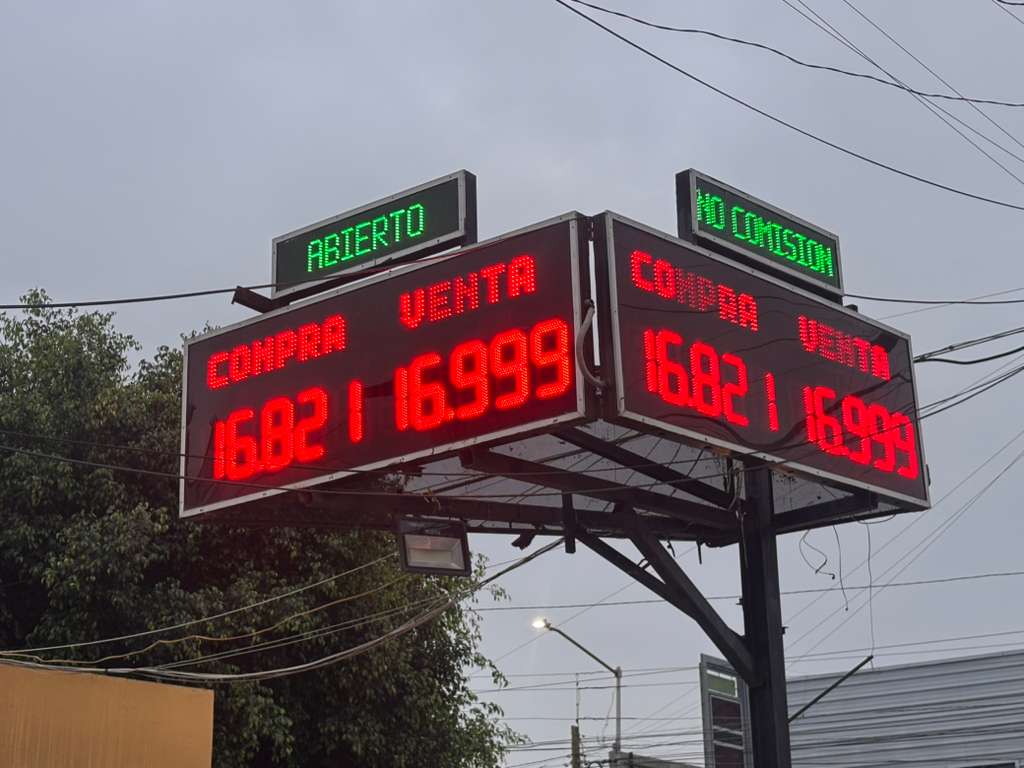 ABIERTO
COMPRA VENTA
16.821 16.999
NO COMISION
COMPRA VENTA
16.821 16.999